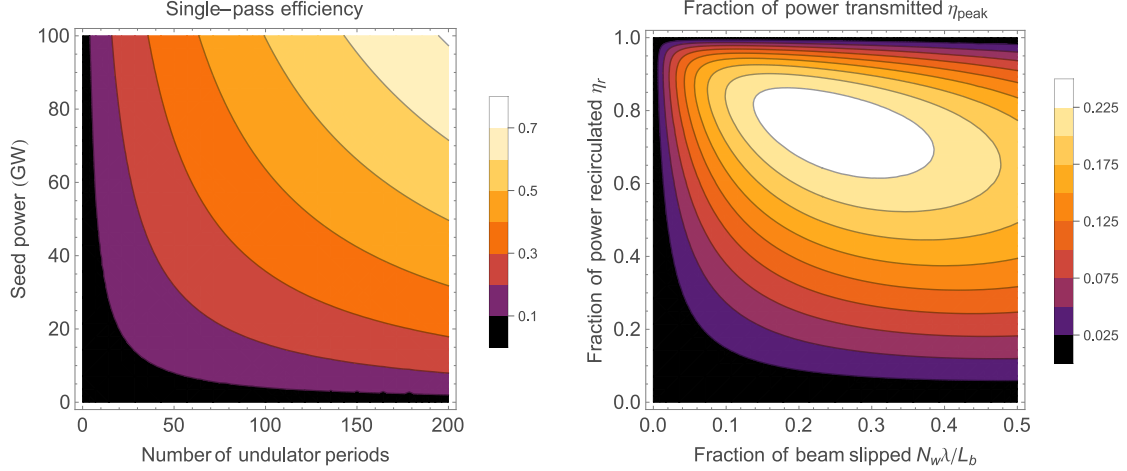 Single–pass efficiency
Seed power (GW)
100
80
60
40
20
0
0 50 100 150 200
Number of undulator periods
0.7
0.5
0.3
0.1
Fraction of power transmitted η_peak
Fraction of power recirculated η_r
1.0
0.8
0.6
0.4
0.2
0.0
0.0 0.1 0.2 0.3 0.4 0.5
Fraction of beam slipped N_wλ/L_b
0.225
0.175
0.125
0.075
0.025